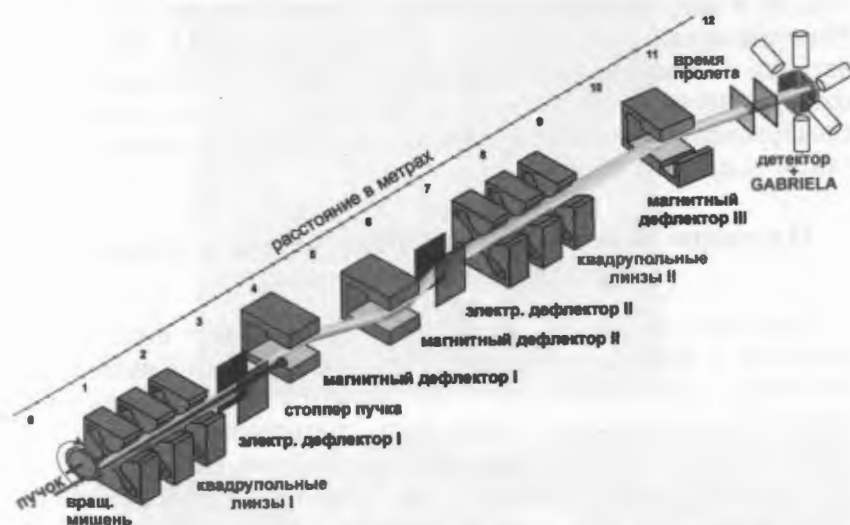 12
11
время
пролета
10
9
8
7
6
5
4
3
2
1
0
расстояние в метрах
детектор
+
GABRIELA
магнитный
дефлектор III
квадрупольные
линзы II
электр. дефлектор II
магнитный дефлектор II
магнитный дефлектор I
стоппер пучка
электр. дефлектор I
квадрупольные
линзы I
пучок
вращ.
мишень